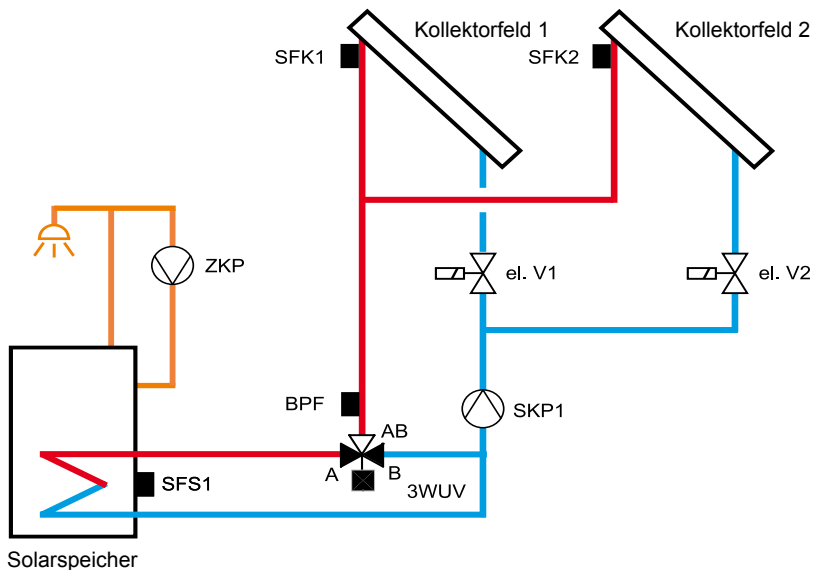 Kollektorfeld 1
Kollektorfeld 2
SFK1
SFK2
ZKP
el. V1
el. V2
BPF
SKP1
AB
A
B
3WUV
SFS1
Solarspeicher